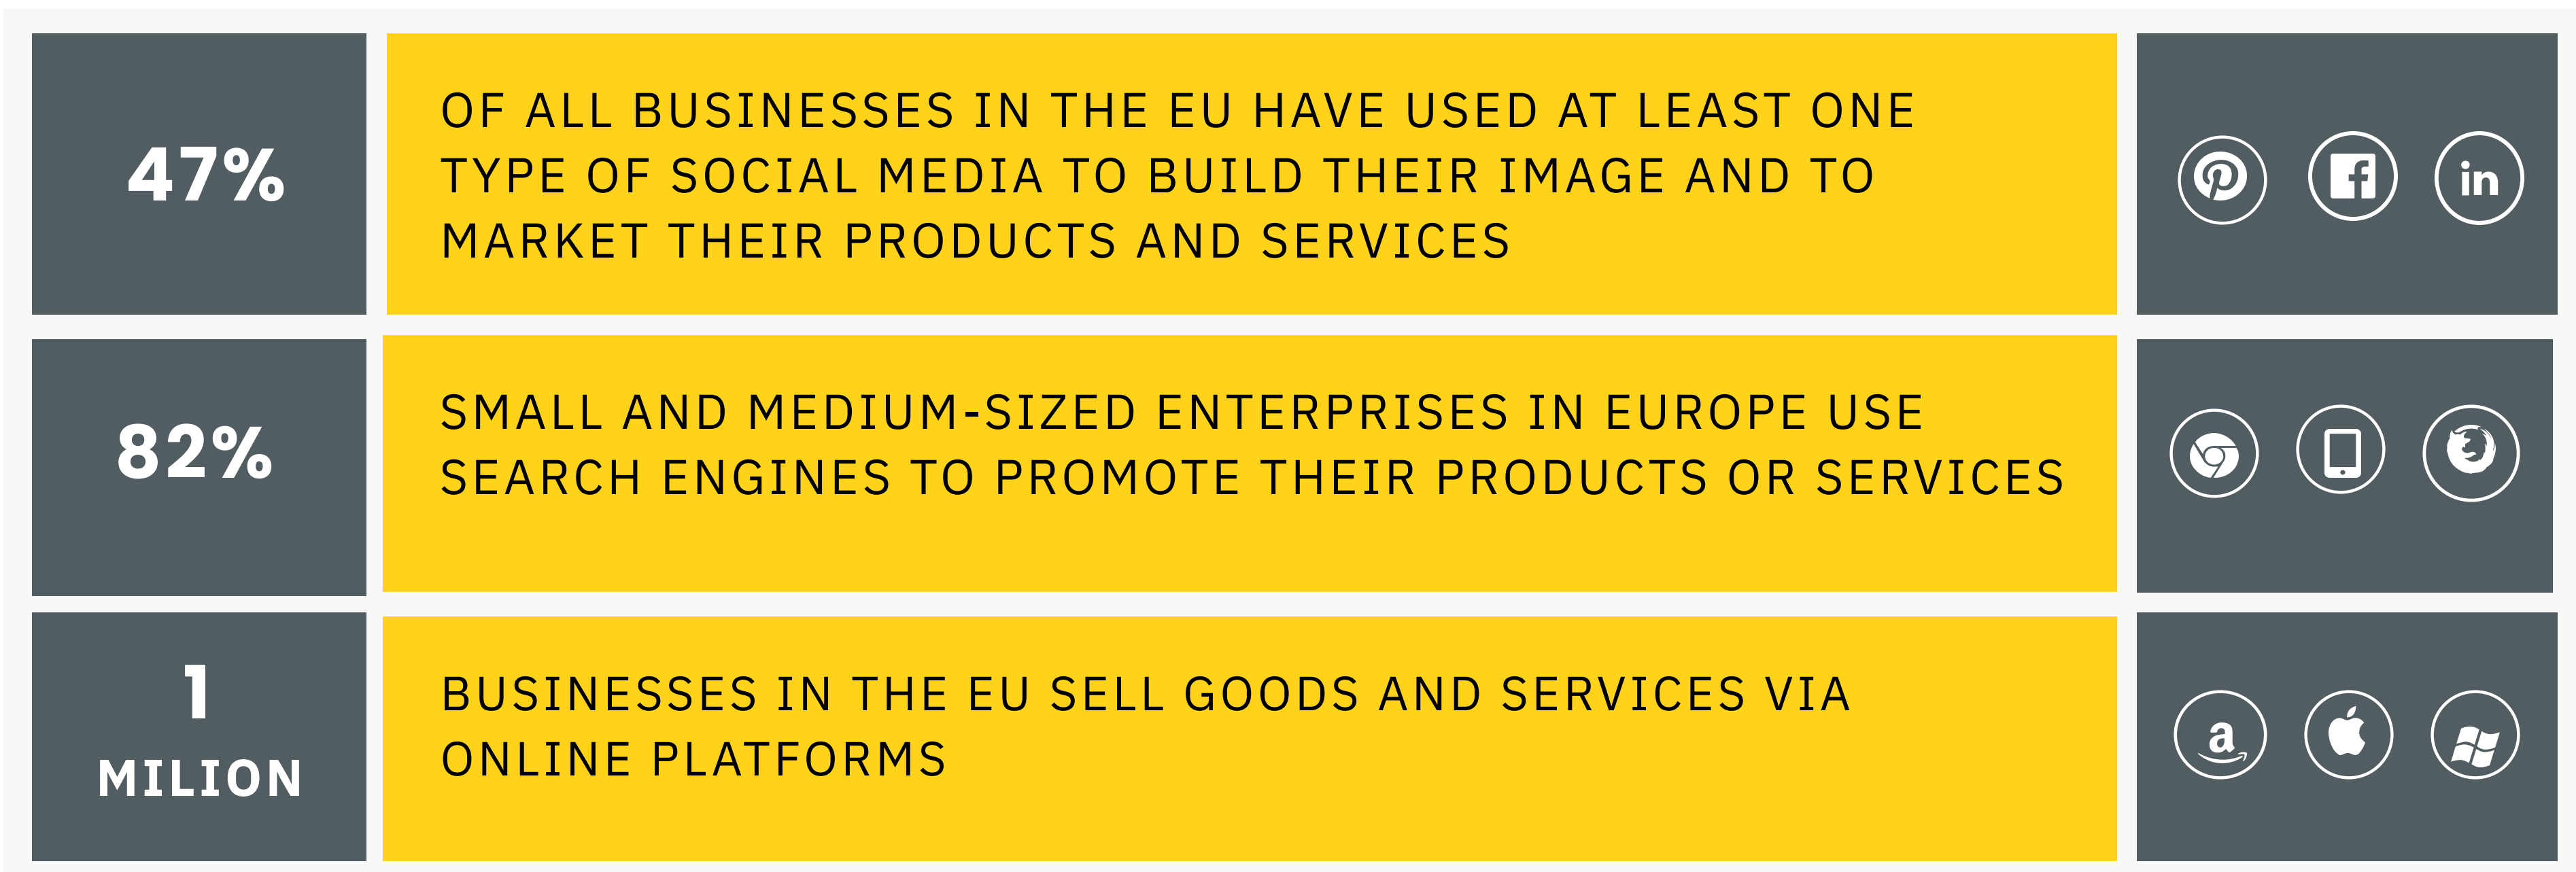 47%
OF ALL BUSINESSES IN THE EU HAVE USED AT LEAST ONE
TYPE OF SOCIAL MEDIA TO BUILD THEIR IMAGE AND TO
MARKET THEIR PRODUCTS AND SERVICES
in
82%
SMALL AND MEDIUM-SIZED ENTERPRISES IN EUROPE USE
SEARCH ENGINES TO PROMOTE THEIR PRODUCTS OR SERVICES
1
MILION
BUSINESSES IN THE EU SELL GOODS AND SERVICES VIA
ONLINE PLATFORMS
a